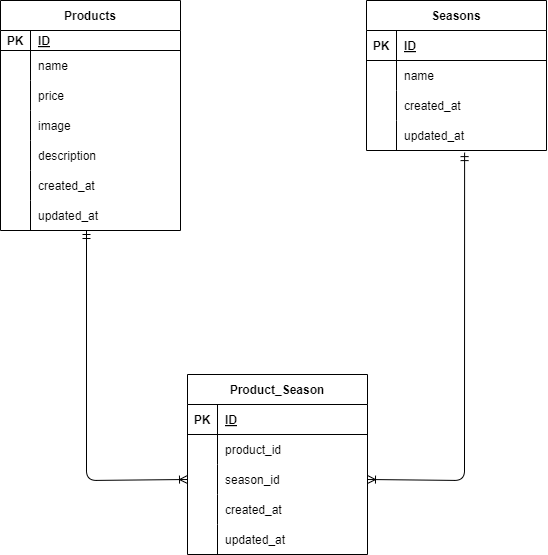 Products
PK ID
name
price
image
description
created_at
updated_at
Seasons
PK ID
name
created_at
updated_at
Product_Season
PK ID
product_id
season_id
created_at
updated_at